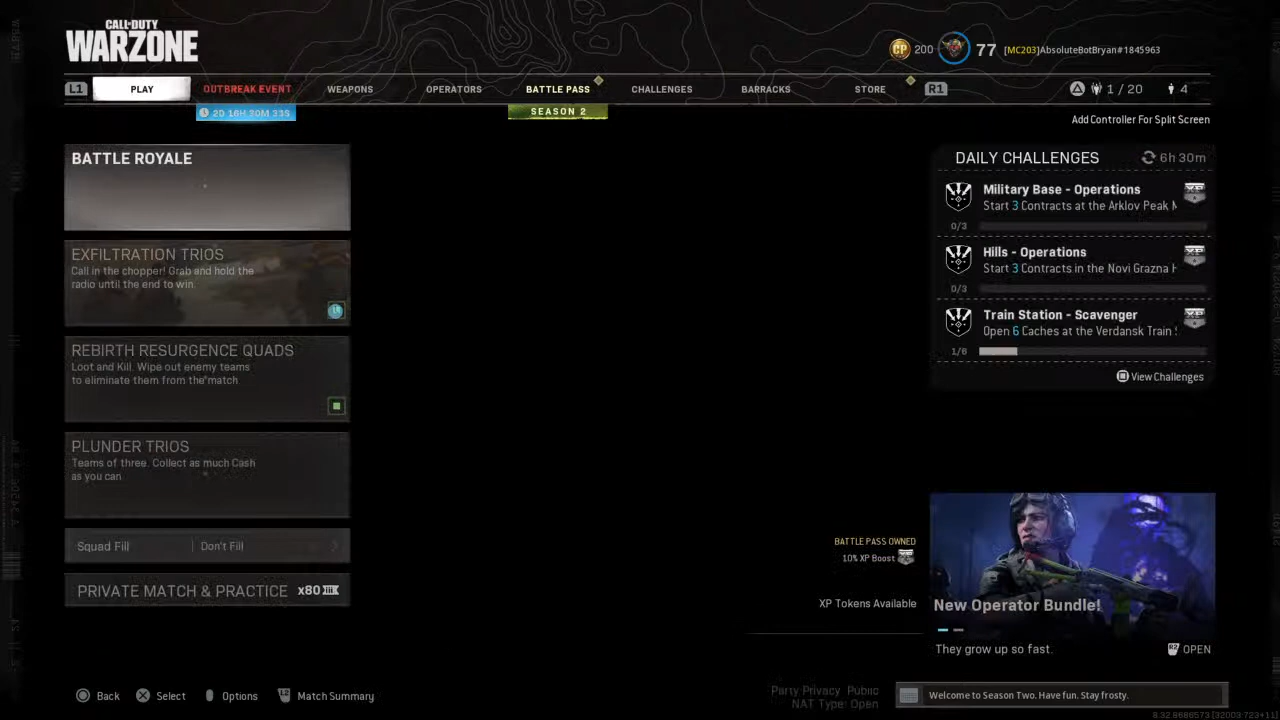 CALL OF DUTY
WARZONE
CP 200 77 [MC203]AbsoluteBotBryan#1845963
L1 PLAY OUTBREAK EVENT WEAPONS OPERATORS BATTLE PASS CHALLENGES BARRACKS STORE R1 1 / 20 4
2D 16H 30M 33S
SEASON 2
Add Controller For Split Screen
BATTLE ROYALE
EXFILTRATION TRIOS
Call in the chopper! Grab and hold the
radio until the end to win.
REBIRTH RESURGENCE QUADS
Loot and Kill. Wipe out enemy teams
to eliminate them from the match
PLUNDER TRIOS
Teams of three. Collect as much Cash
as you can
Squad Fill Don't Fill
PRIVATE MATCH & PRACTICE x80
DAILY CHALLENGES 6h 30m
Military Base - Operations
Start 3 Contracts at the Arklov Peak M
0/3
Hills - Operations
Start 3 Contracts in the Novi Grazna H
0/3
Train Station - Scavenger
Open 6 Caches at the Verdansk Train S
1/6
View Challenges
BATTLE PASS OWNED
10% XP Boost
XP Tokens Available
New Operator Bundle!
They grow up so fast.
R2 OPEN
Back Select Options L2 Match Summary
Party Privacy Public
NAT Type: Open
Welcome to Season Two. Have fun. Stay frosty.